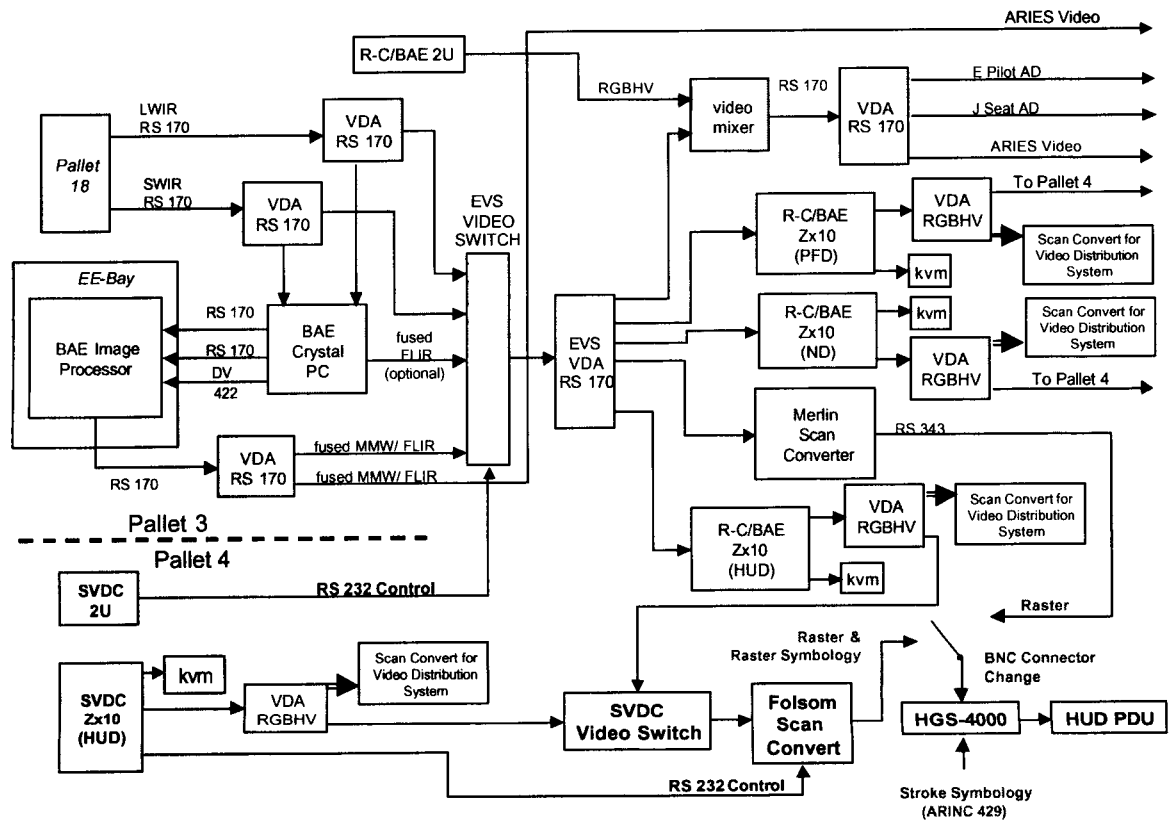 ARIES Video
R-C/BAE 2U
RGBHV
video
mixer
RS 170
VDA
RS 170
E Pilot AD
J Seat AD
ARIES Video
Pallet
18
LWIR
RS 170
VDA
RS 170
SWIR
RS 170
VDA
RS 170
EVS
VIDEO
SWITCH
EE-Bay
BAE Image
Processor
RS 170
RS 170
DV
422
BAE
Crystal
PC
fused
FLIR
(optional)
RS 170
VDA
RS 170
fused MMW/ FLIR
fused MMW/ FLIR
EVS
VDA
RS 170
R-C/BAE
Zx10
(PFD)
VDA
RGBHV
To Pallet 4
Scan Convert for
Video Distribution
System
kvm
R-C/BAE
Zx10
(ND)
kvm
Scan Convert for
Video Distribution
System
VDA
RGBHV
To Pallet 4
Merlin
Scan
Converter
RS 343
R-C/BAE
Zx10
(HUD)
VDA
RGBHV
Scan Convert for
Video Distribution
System
kvm
Pallet 3
Pallet 4
SVDC
2U
RS 232 Control
SVDC
Zx10
(HUD)
kvm
VDA
RGBHV
Scan Convert for
Video Distribution
System
SVDC
Video Switch
Folsom
Scan
Convert
RS 232 Control
Raster &
Raster Symbology
Raster
BNC Connector
Change
HGS-4000
HUD PDU
Stroke Symbology
(ARINC 429)